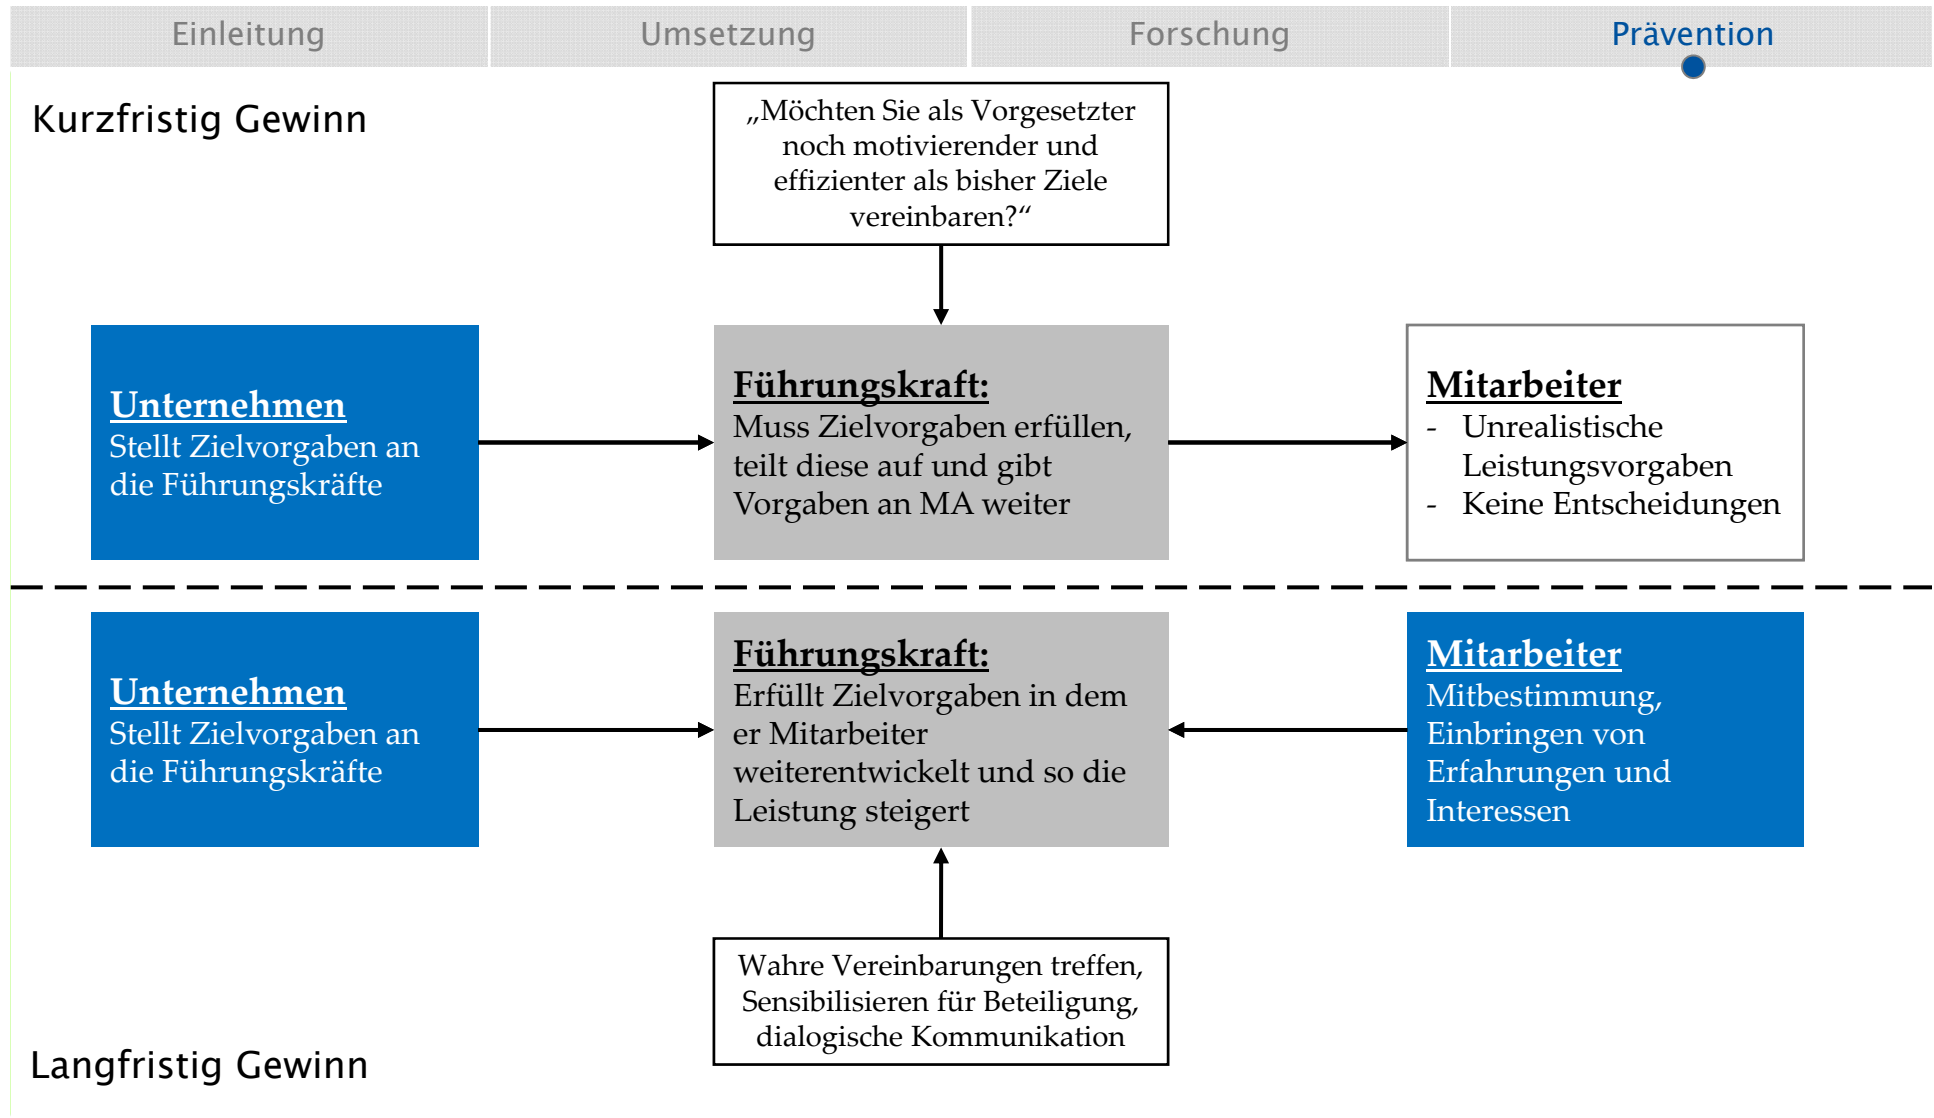 Einleitung
Umsetzung
Forschung
Prävention
Kurzfristig Gewinn
„Möchten Sie als Vorgesetzter
noch motivierender und
effizienter als bisher Ziele
vereinbaren?“
Unternehmen
Stellt Zielvorgaben an
die Führungskräfte
Führungskraft:
Muss Zielvorgaben erfüllen,
teilt diese auf und gibt
Vorgaben an MA weiter
Mitarbeiter
- Unrealistische
Leistungsvorgaben
- Keine Entscheidungen
Unternehmen
Stellt Zielvorgaben an
die Führungskräfte
Führungskraft:
Erfüllt Zielvorgaben in dem
er Mitarbeiter
weiterentwickelt und so die
Leistung steigert
Mitarbeiter
Mitbestimmung,
Einbringen von
Erfahrungen und
Interessen
Wahre Vereinbarungen treffen,
Sensibilisieren für Beteiligung,
dialogische Kommunikation
Langfristig Gewinn